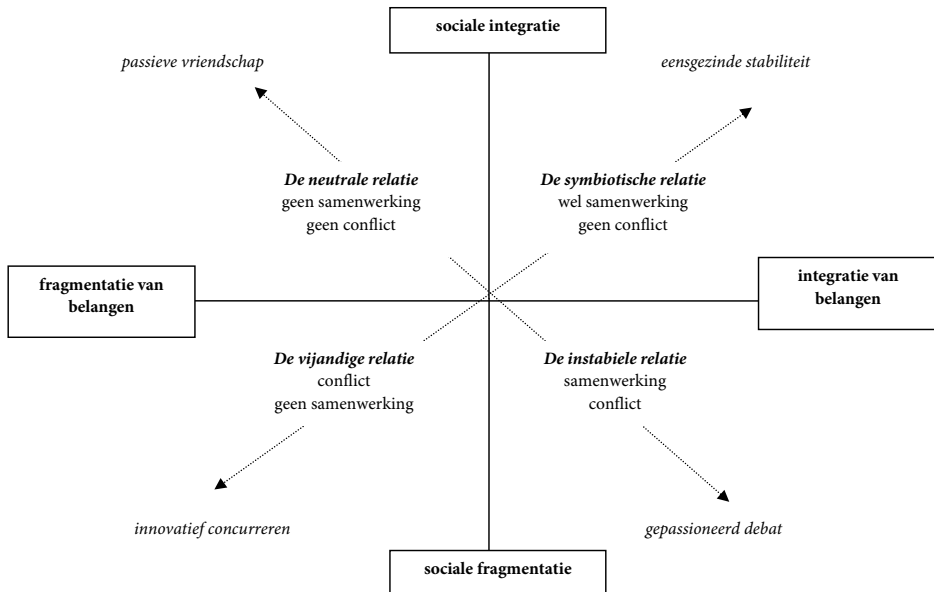 sociale integratie
passieve vriendschap
eensgezinde stabiliteit
De neutrale relatie
geen samenwerking
geen conflict
De symbiotische relatie
wel samenwerking
geen conflict
fragmentatie van
belangen
integratie van
belangen
De vijandige relatie
conflict
geen samenwerking
De instabiele relatie
samenwerking
conflict
innovatief concurreren
gepassioneerd debat
sociale fragmentatie